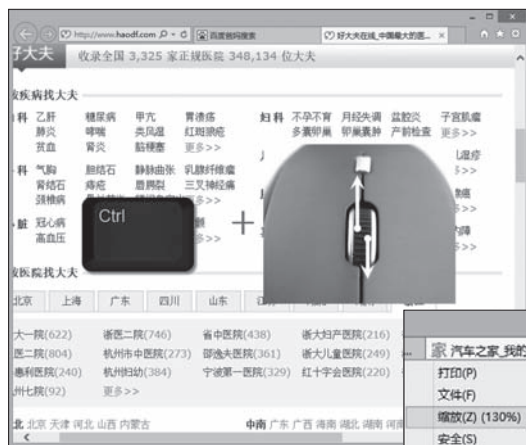 http://www.haodf.com 百度爸妈搜索 好大夫在线_中国最大的医...
好大夫 收录全国 3,325 家正规医院 348,134 位大夫
疾病找大夫
科 乙肝 糖尿病 甲亢 胃溃疡 妇科 不孕不育 月经失调 盆腔炎 子宫肌瘤
肺炎 哮喘 类风湿 红斑狼疮 多囊卵巢 卵巢囊肿 产前检查 更多>>
贫血 肾炎 脑梗塞 更多>>
科 气胸 胆结石 静脉曲张 乳腺纤维瘤
肾结石 痔疮 唇腭裂 三叉神经痛
颈椎病
脏 冠心病
高血压
Ctrl
+
医院找大夫
北京 上海 广东 四川 山东
大一院(622) 浙医二院(746) 省中医院(438) 浙大妇产医院(216)
医二院(804) 杭州市中医院(273) 邵逸夫医院(361) 浙大儿童医院(249)
惠利医院(240) 杭州妇幼(384) 宁波第一医院(329) 红十字会医院(220)
州七院(92) 更多>>
北 北京 天津 河北 山西 内蒙古 中南 广东 广西 海南 湖北 湖南 河南
家 汽车之家_我的
打印(P)
文件(F)
缩放(Z) (130%)
安全(S)